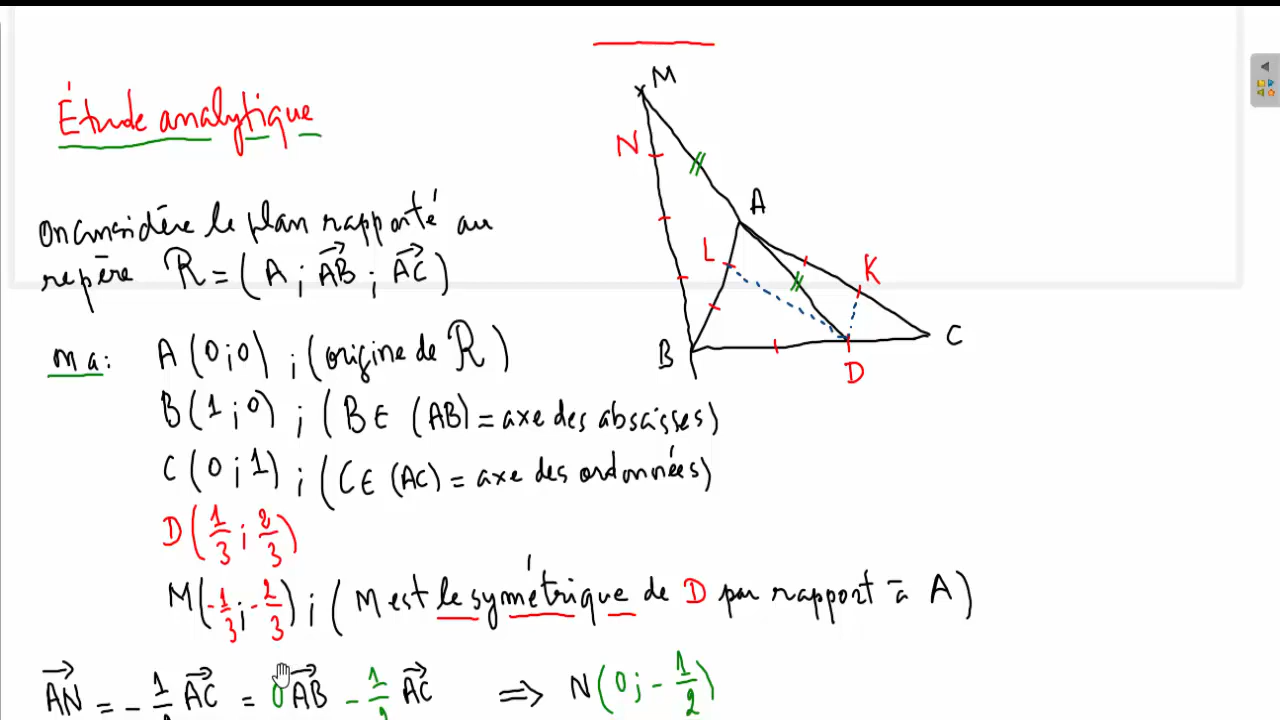 Étude analytique
On considère le plan rapporté au
repère R = ( A ; AB ; AC )
On a : A ( 0 ; 0 ) ; ( origine de R )
B ( 1 ; 0 ) ; ( B ∈ (AB) = axe des abscisses )
C ( 0 ; 1 ) ; ( C ∈ (AC) = axe des ordonnées )
D ( 1/3 ; 2/3 )
M ( -1/3 ; -2/3 ) ; ( M est le symétrique de D par rapport à A )
AN = - 1/2 AC = 0 AB - 1/2 AC ⇒ N ( 0 ; - 1/2 )
M
N
A
L
K
B
D
C